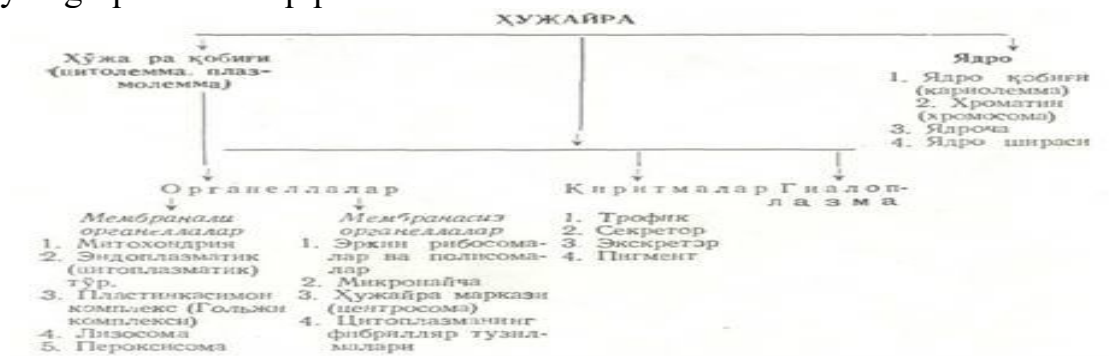 ҲУЖАЙРА
Ҳўжа ра қобиғи
(цитолемма, плаз-
молемма)
Ядро
1. Ядро қобиғи
(кариолемма)
2. Хроматин
(хромосома)
3. Ядроча
4. Ядро шираси
Органеллалар
Киритмалар
Гиалоп-
лазма
Мембранали
органеллалар
1. Митохондрия
2. Эндоплазматик
(цитоплазматик)
тўр.
3. Пластинкасимон
комплекс (Гольжи
комплекси)
4. Лизосома
5. Пероксисома
Мембранасиз
органеллалар
1. Эркин рибосома-
лар ва полисома-
лар
2. Микронайча
3. Ҳужайра маркази
(центросома)
4. Цитоплазманинг
фибрилляр тузил-
малари
1. Трофик
2. Секретор
3. Экскретэр
4. Пигмент